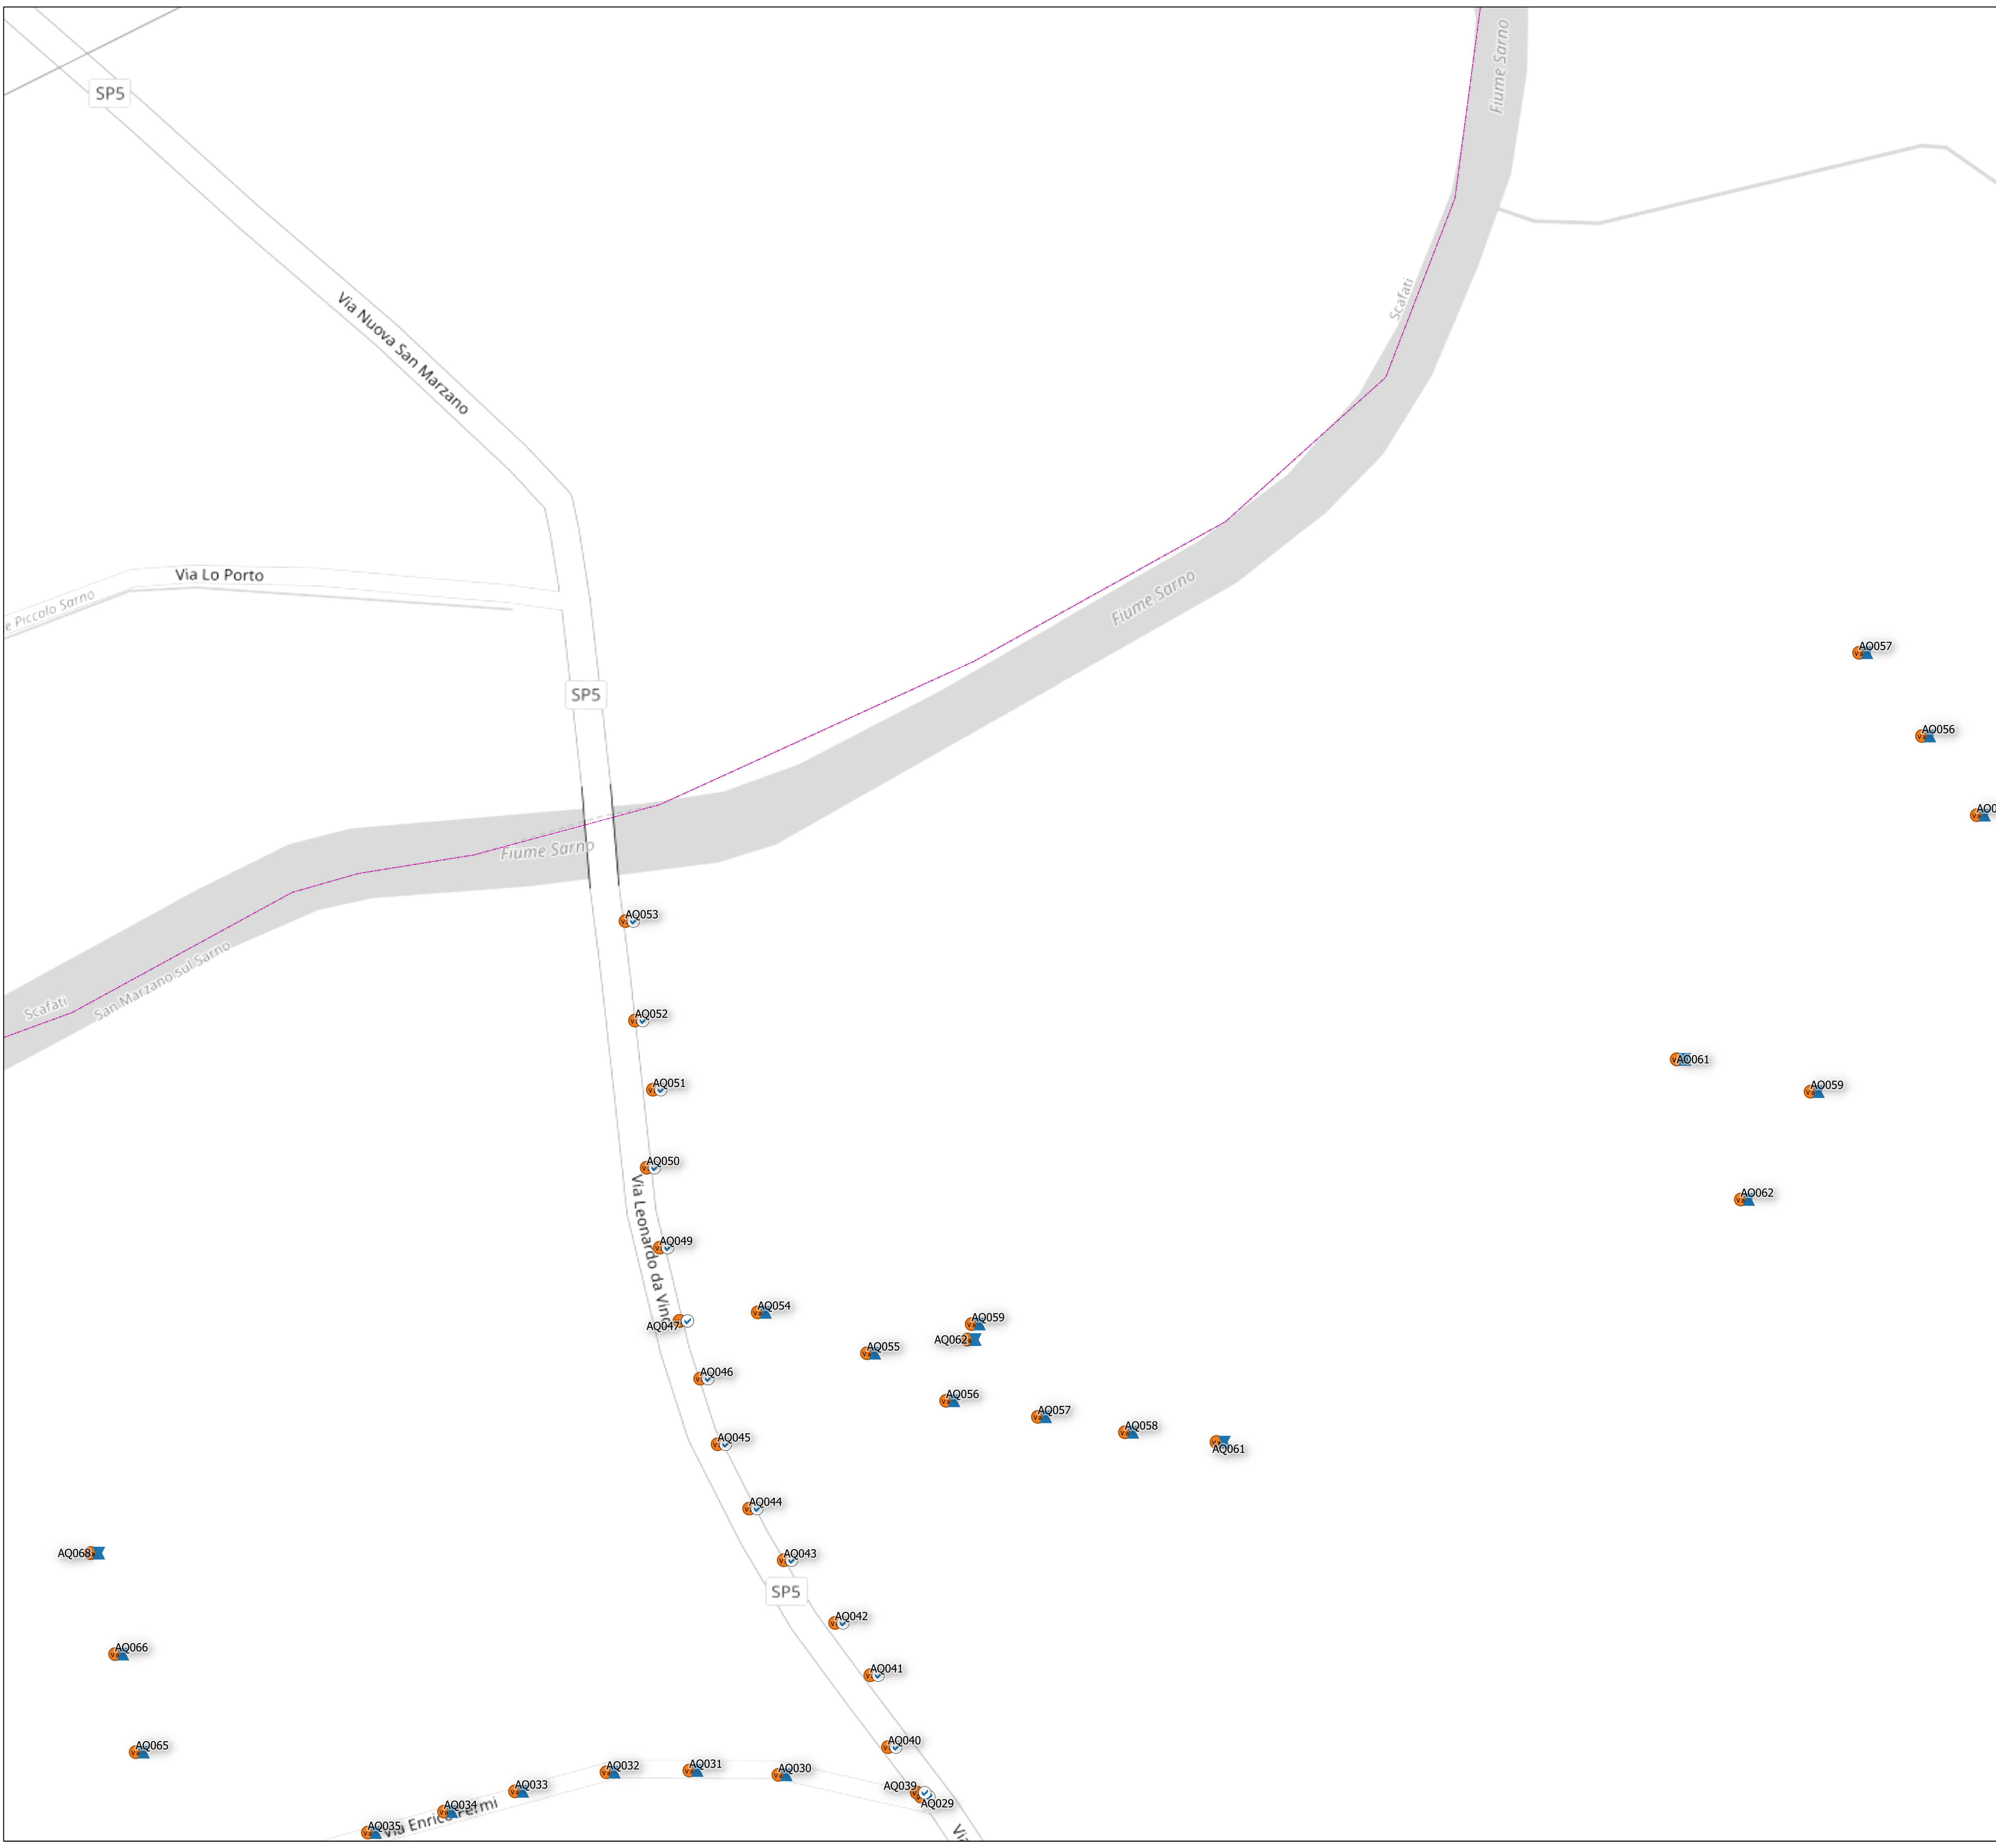 Fiume Sarno
SP5
Scafati
Via Nuova San Marzano
Via Lo Porto
e Piccolo Sarno
Fiume Sarno
AQ057
SP5
AQ056
AQ0
Fiume Sarno
AQ053
San Marzano sul Sarno
Scafati
AQ052
AQ061
AQ051
AQ059
AQ050
AQ062
Via Leonardo da Vinc
AQ049
AQ054
AQ059
AQ047
AQ062
AQ055
AQ046
AQ056
AQ057
AQ058
AQ045
AQ061
AQ044
AQ068
AQ043
SP5
AQ042
AQ066
AQ041
AQ040
AQ065
AQ032
AQ031
AQ030
AQ033
AQ039
AQ029
AQ034
Via Enrico Fermi
AQ035
Via